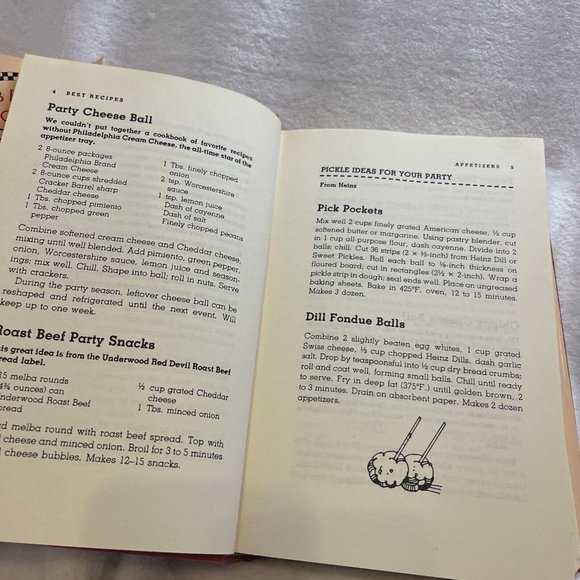 4 BEST RECIPES
Party Cheese Ball
We couldn't put together a cookbook of favorite recipes
without Philadelphia Cream Cheese, the all-time star of the
appetizer tray.
2 8-ounce packages
Philadelphia Brand
Cream Cheese
2 8-ounce cups shredded
Cracker Barrel sharp
Cheddar cheese
1 Tbs. chopped pimiento
1 Tbs. chopped green
pepper
1 Tbs. finely chopped
onion
2 tsp. Worcestershire
sauce
1 tsp. lemon juice
Dash of cayenne
Dash of salt
Finely chopped pecans
Combine softened cream cheese and Cheddar cheese,
mixing until well blended. Add pimiento, green pepper,
onion, Worcestershire sauce, lemon juice and season-
ings; mix well. Chill. Shape into ball; roll in nuts. Serve
with crackers.
During the party season, leftover cheese ball can be
reshaped and refrigerated until the next event. Will
keep up to one week.
Roast Beef Party Snacks
is great idea is from the Underwood Red Devil Roast Beef
read label.
15 melba rounds
4¾ ounces) can
Underwood Roast Beef
pread
½ cup grated Cheddar
cheese
1 Tbs. minced onion
ad melba round with roast beef spread. Top with
d cheese and minced onion. Broil for 3 to 5 minutes
l cheese bubbles. Makes 12–15 snacks.
APPETIZERS 5
PICKLE IDEAS FOR YOUR PARTY
From Heinz
Pick Pockets
Mix well 2 cups finely grated American cheese, ½ cup
softened butter or margarine. Using pastry blender, cut
in 1 cup all-purpose flour, dash cayenne. Divide into 2
balls; chill. Cut 36 strips (2 × ½-inch) from Heinz Dill or
Sweet Pickles. Roll each ball to ⅛-inch thickness on
floured board; cut in rectangles (2½ × 2-inch). Wrap a
pickle strip in dough; seal ends well. Place on ungreased
baking sheets. Bake in 425°F. oven, 12 to 15 minutes.
Makes 3 dozen.
Dill Fondue Balls
Combine 2 slightly beaten egg whites, 1 cup grated
Swiss cheese, ½ cup chopped Heinz Dills, dash garlic
salt. Drop by teaspoonful into ½ cup dry bread crumbs;
roll and coat well, forming small balls. Chill until ready
to serve. Fry in deep fat (375°F.) until golden brown, 2
to 3 minutes. Drain on absorbent paper. Makes 2 dozen
appetizers.